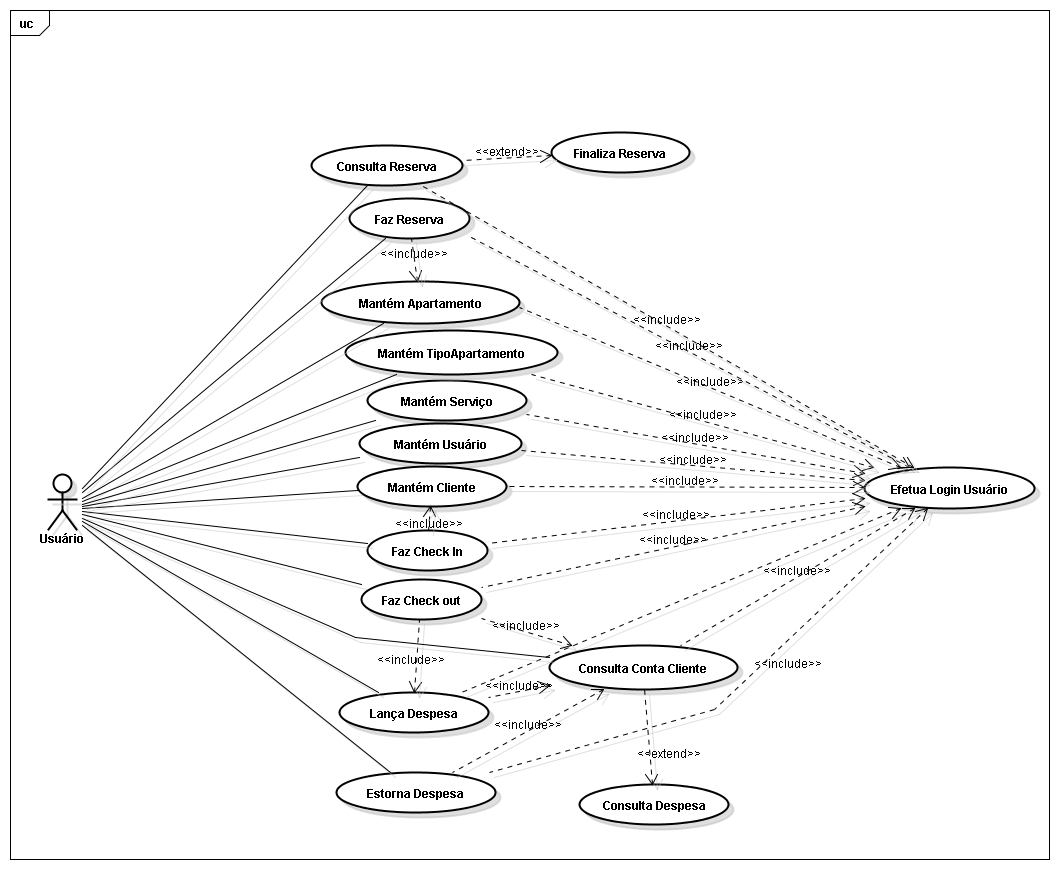 uc
Consulta Reserva
<<extend>>
Finaliza Reserva
Faz Reserva
<<include>>
Mantém Apartamento
<<include>>
<<include>>
Mantém TipoApartamento
<<include>>
Mantém Serviço
<<include>>
Mantém Usuário
<<include>>
<<include>>
Mantém Cliente
<<include>>
Efetua Login Usuário
<<include>>
<<include>>
Usuário
Faz Check In
<<include>>
<<include>>
Faz Check out
<<include>>
<<include>>
Consulta Conta Cliente
<<include>>
<<include>>
Lança Despesa
<<include>>
<<extend>>
Estorna Despesa
Consulta Despesa